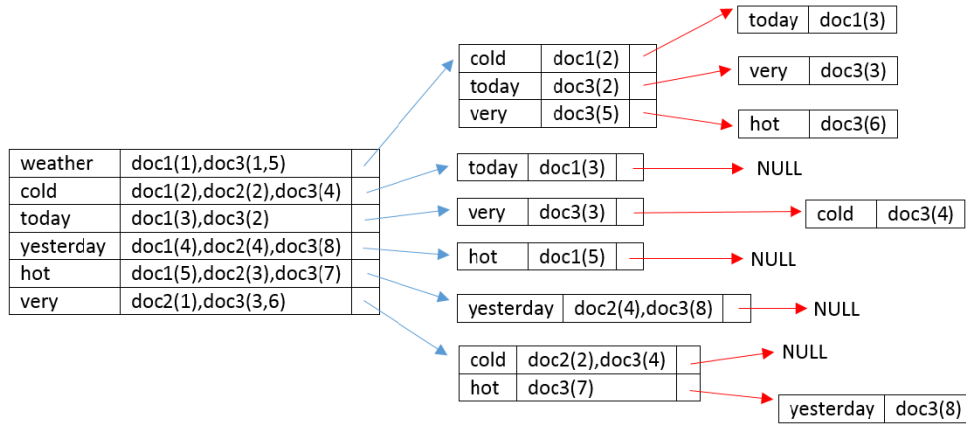 today doc1(3)
cold doc1(2)
today doc3(2)
very doc3(5)
very doc3(3)
hot doc3(6)
weather doc1(1),doc3(1,5)
cold doc1(2),doc2(2),doc3(4)
today doc1(3),doc3(2)
yesterday doc1(4),doc2(4),doc3(8)
hot doc1(5),doc2(3),doc3(7)
very doc2(1),doc3(3,6)
today doc1(3)
NULL
very doc3(3)
cold doc3(4)
hot doc1(5)
NULL
yesterday doc2(4),doc3(8)
NULL
cold doc2(2),doc3(4)
hot doc3(7)
NULL
yesterday doc3(8)